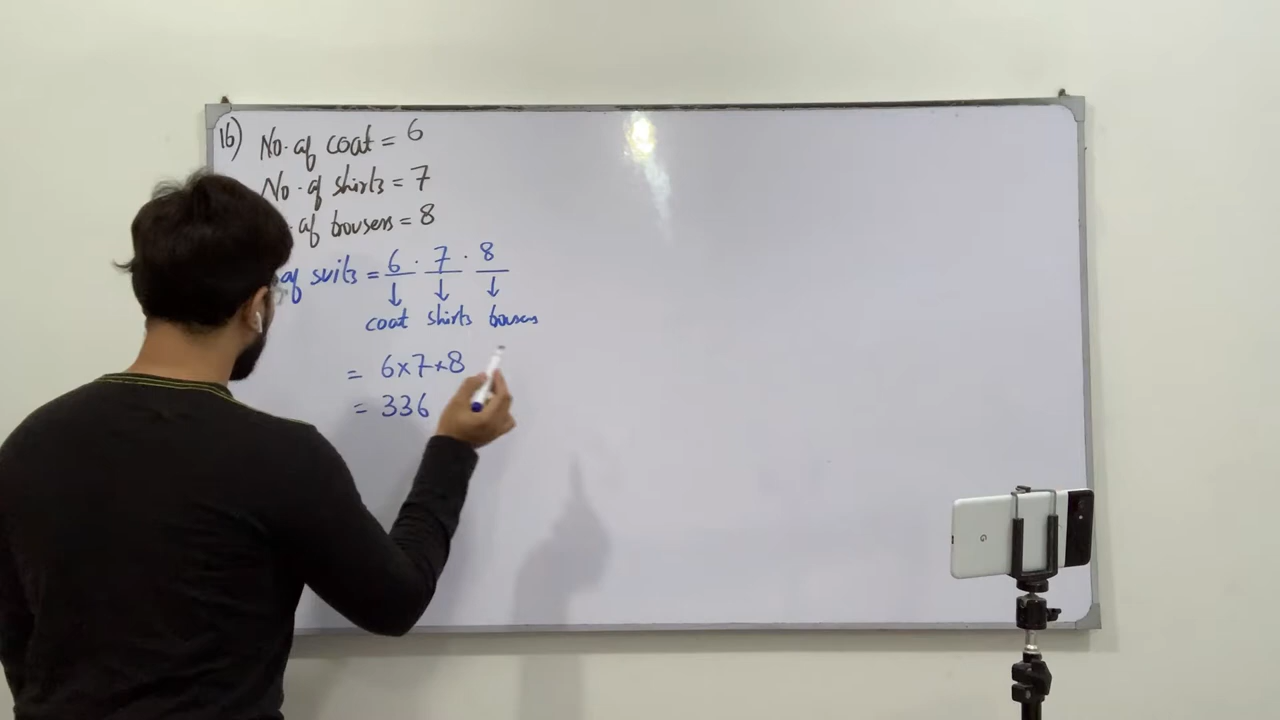 16) No. of coat = 6
No. of shirts = 7
of trousers = 8
of suits = 6 . 7 . 8
↓ ↓ ↓
coat shirts trousers
= 6×7×8
= 336
G